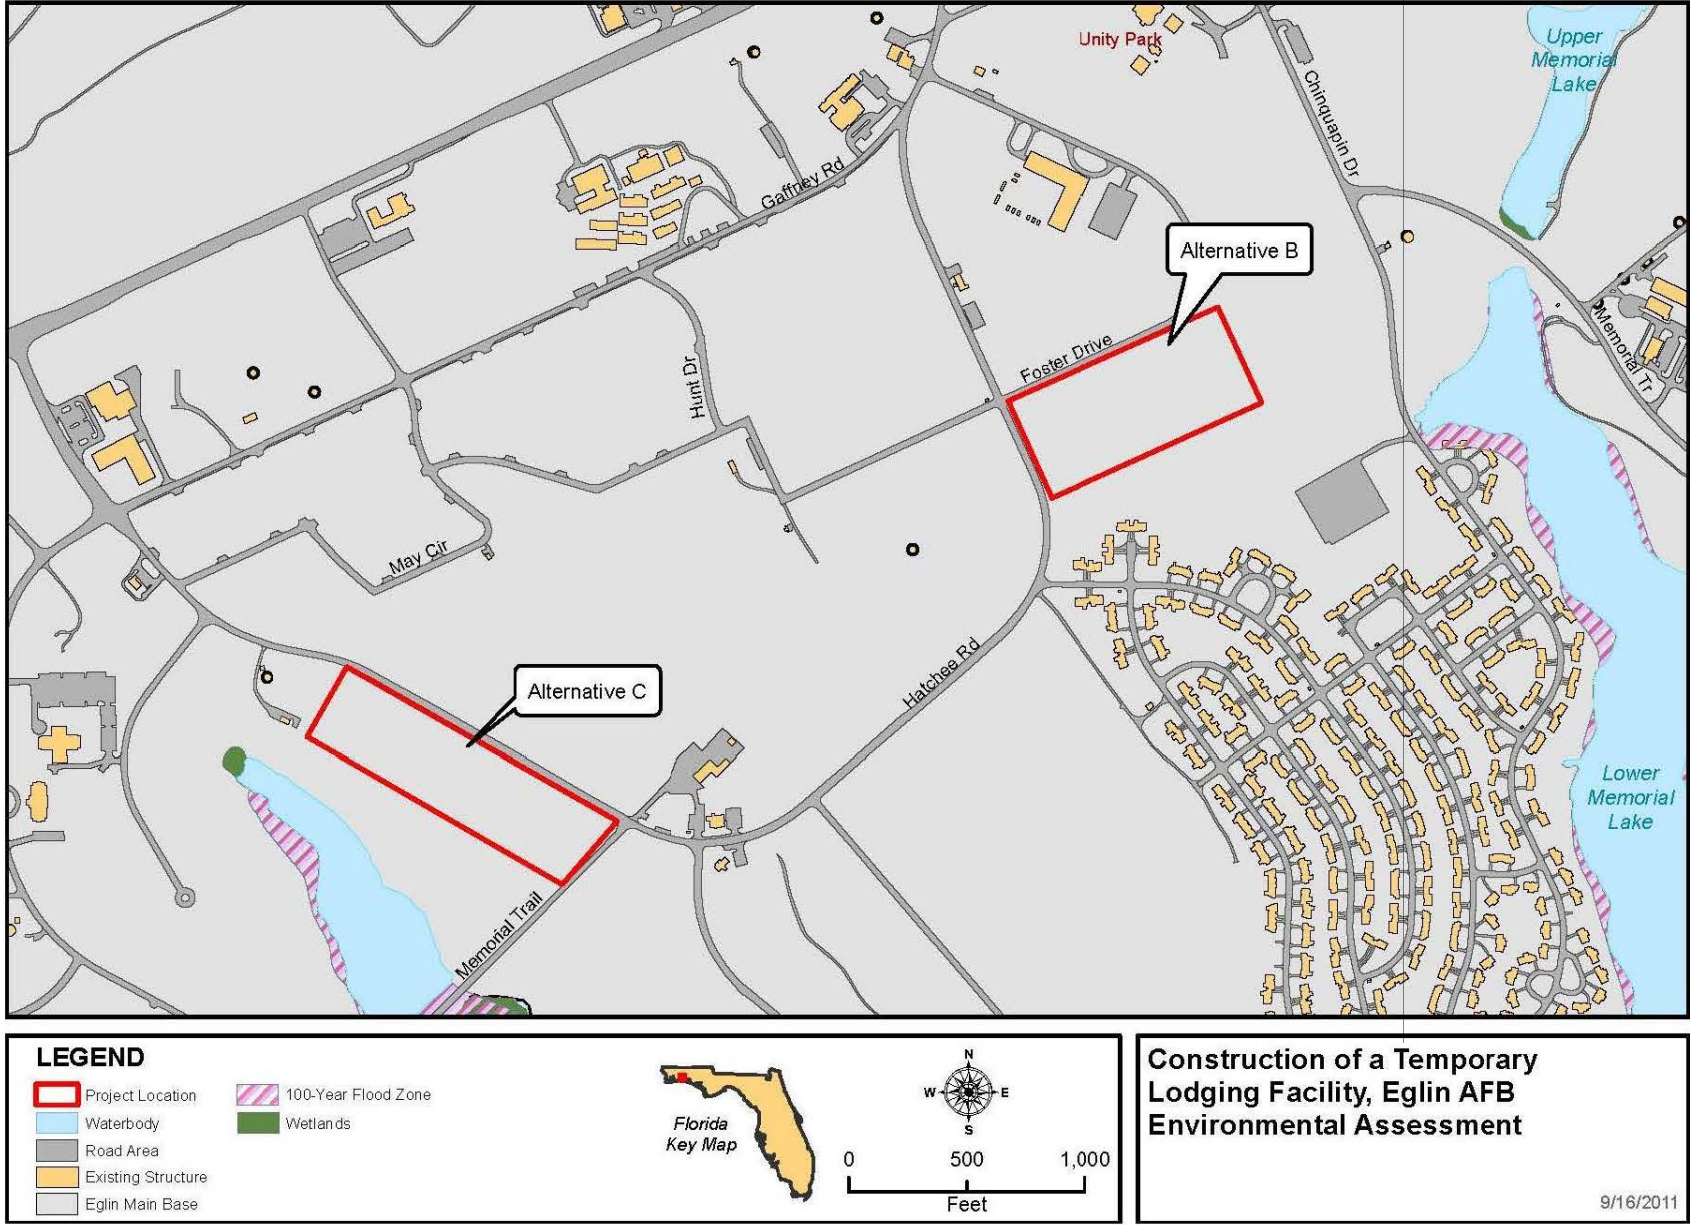 Unity Park
Upper
Memorial
Lake
Chinquapin Dr
Gaffney Rd
Alternative B
Memorial Tr
Foster Drive
Hunt Dr
May Cir
Hatchee Rd
Alternative C
Lower
Memorial
Lake
Memorial Trail
LEGEND
Project Location
Waterbody
Road Area
Existing Structure
Eglin Main Base
100-Year Flood Zone
Wetlands
Florida
Key Map
N
W E
S
0 500 1,000
Feet
Construction of a Temporary
Lodging Facility, Eglin AFB
Environmental Assessment
9/16/2011